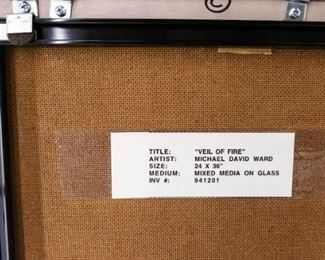 ©
TITLE: "VEIL OF FIRE"
ARTIST: MICHAEL DAVID WARD
SIZE: 24 X 36"
MEDIUM: MIXED MEDIA ON GLASS
INV #: 941201